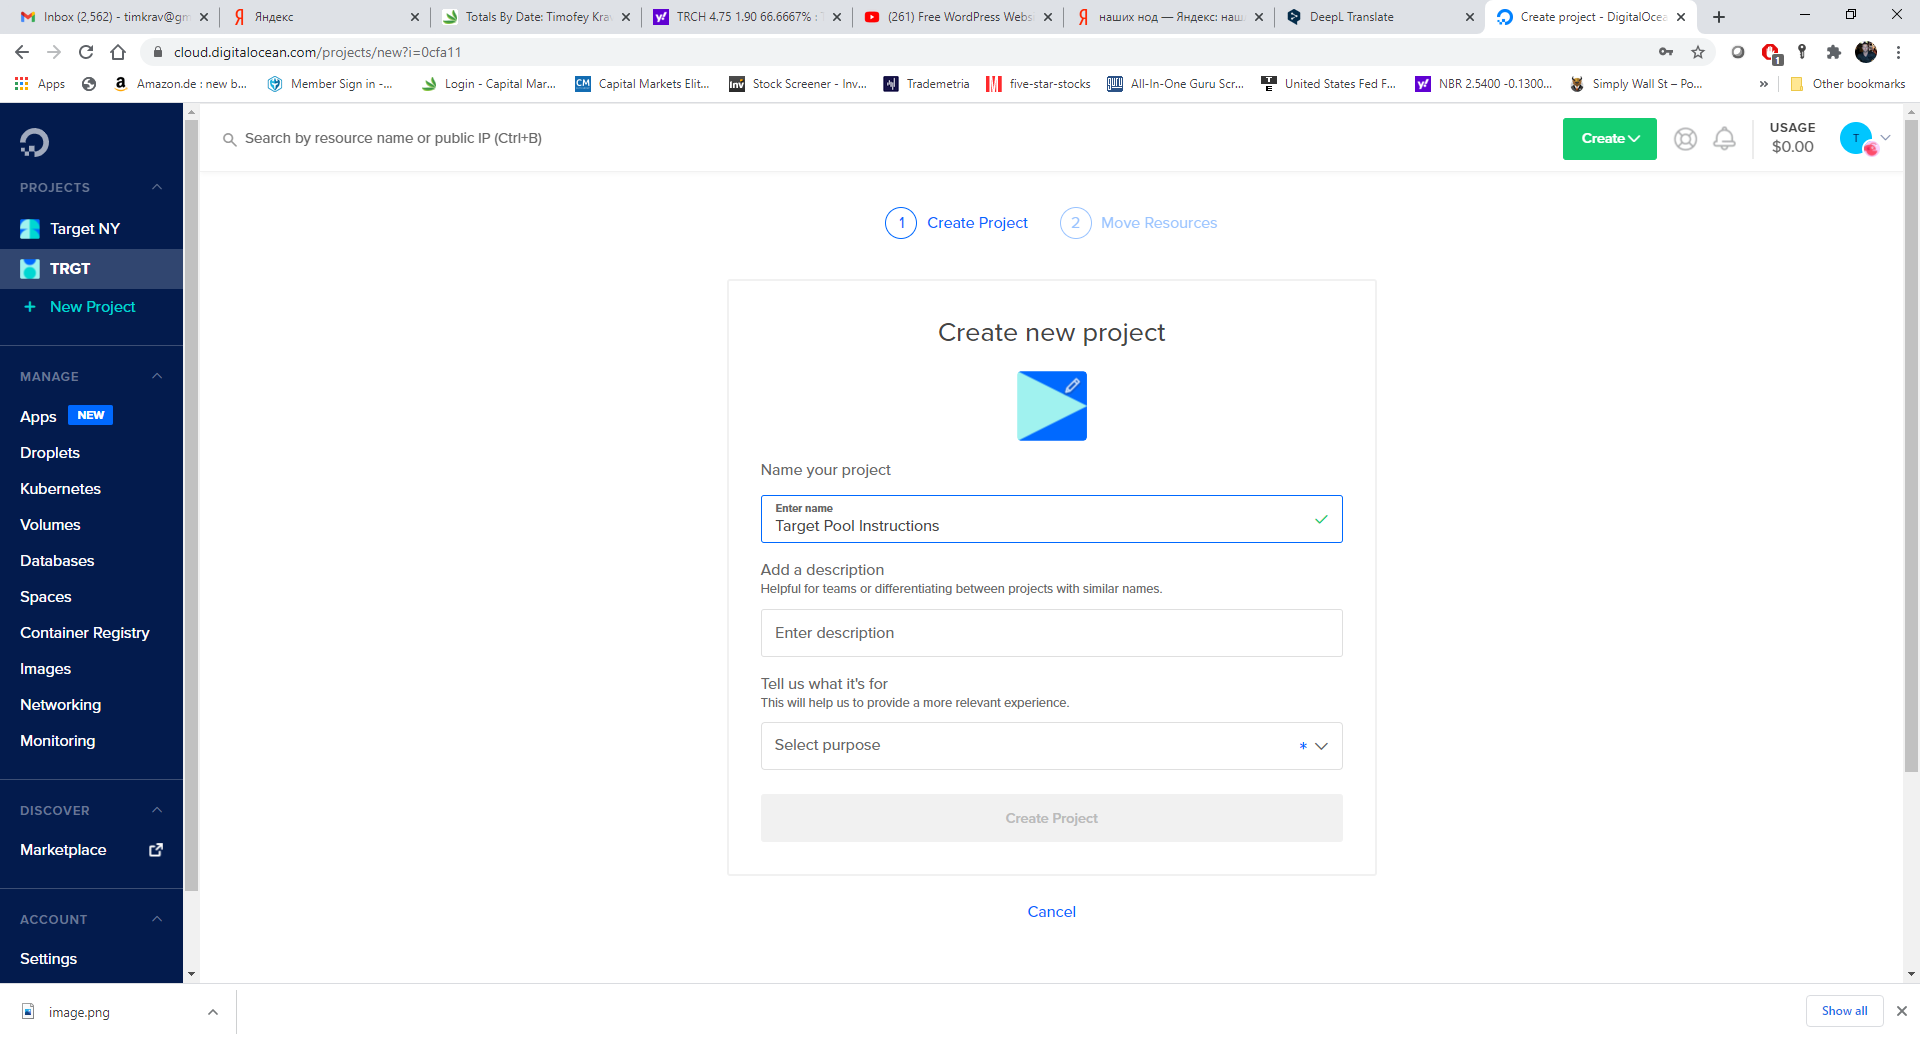 Inbox (2,562) - timkrav@gm
Яндекс
Totals By Date: Timofey Krav
TRCH 4.75 1.90 66.6667% :
(261) Free WordPress Webs
наших нод — Яндекс: наш
DeepL Translate
Create project - DigitalOcea
cloud.digitalocean.com/projects/new?i=0cfa11
1
Apps
Amazon.de : new b...
Member Sign in -...
Login - Capital Mar...
CM
Capital Markets Elit...
Inv
Stock Screener - Inv...
Trademetria
five-star-stocks
All-In-One Guru Scr...
United States Fed F...
NBR 2.5400 -0.1300...
Simply Wall St – Po...
»
Other bookmarks
Search by resource name or public IP (Ctrl+B)
Create
USAGE
$0.00
T
PROJECTS
Target NY
TRGT
+ New Project
MANAGE
Apps NEW
Droplets
Kubernetes
Volumes
Databases
Spaces
Container Registry
Images
Networking
Monitoring
DISCOVER
Marketplace
ACCOUNT
Settings
1 Create Project
2 Move Resources
Create new project
Name your project
Enter name
Target Pool Instructions
Add a description
Helpful for teams or differentiating between projects with similar names.
Enter description
Tell us what it's for
This will help us to provide a more relevant experience.
Select purpose *
Create Project
Cancel
image.png
Show all